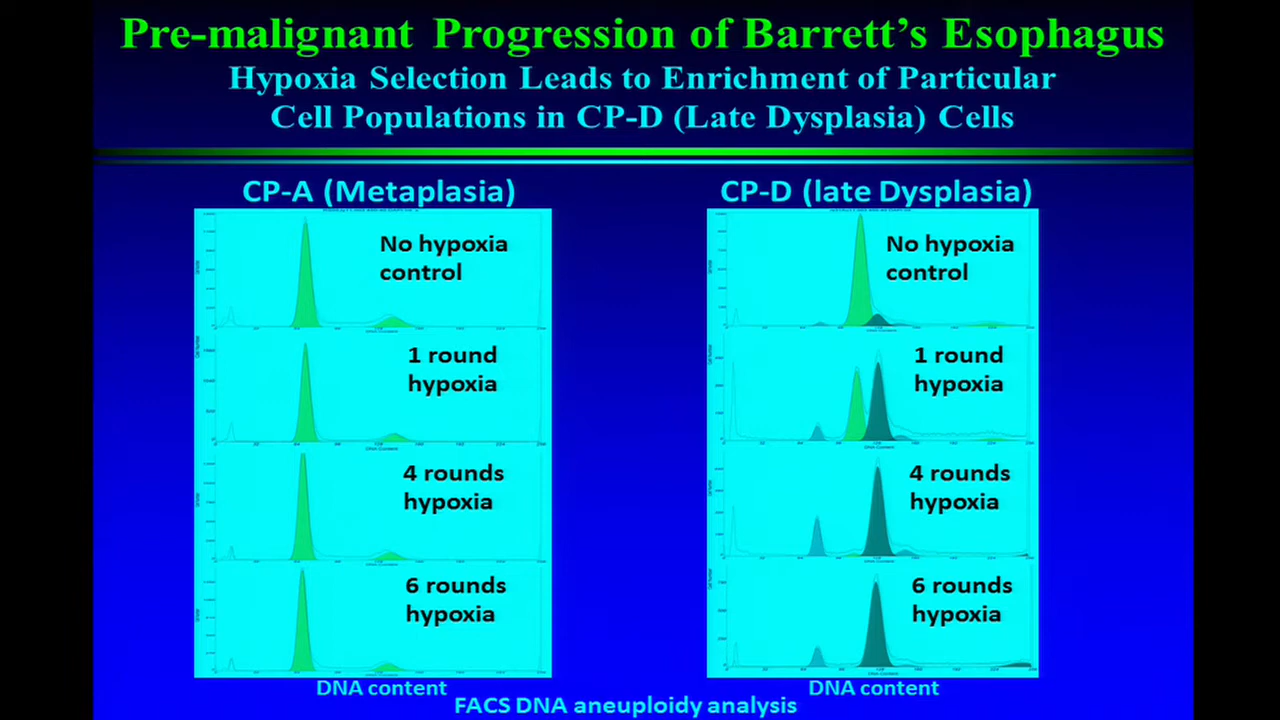 Pre-malignant Progression of Barrett's Esophagus
Hypoxia Selection Leads to Enrichment of Particular
Cell Populations in CP-D (Late Dysplasia) Cells
CP-A (Metaplasia)
No hypoxia
control
1 round
hypoxia
4 rounds
hypoxia
6 rounds
hypoxia
DNA content
CP-D (late Dysplasia)
No hypoxia
control
1 round
hypoxia
4 rounds
hypoxia
6 rounds
hypoxia
DNA content
FACS DNA aneuploidy analysis